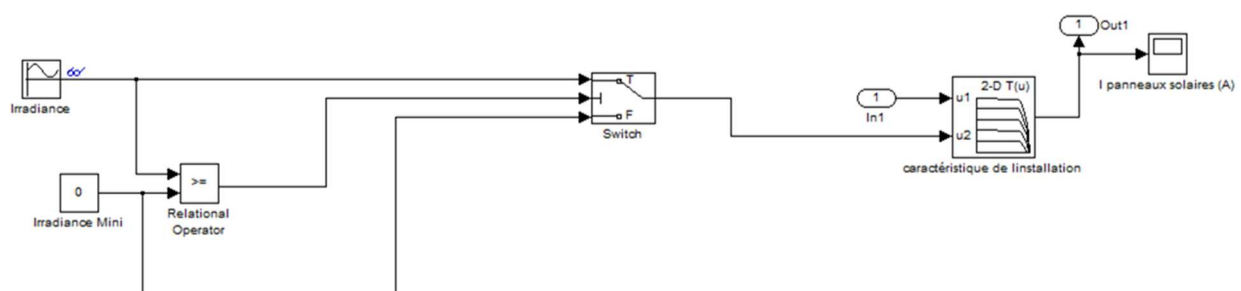 1
Out1
I panneaux solaires (A)
Irradiance
T
F
Switch
1
In1
2-D T(u)
u1
u2
caractéristique de linstallation
0
Irradiance Mini
>=
Relational
Operator